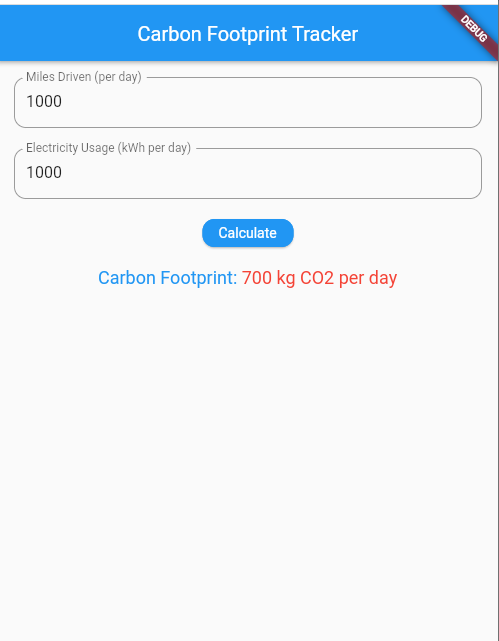 Carbon Footprint Tracker
DEBUG
Miles Driven (per day)
1000
Electricity Usage (kWh per day)
1000
Calculate
Carbon Footprint: 700 kg CO2 per day